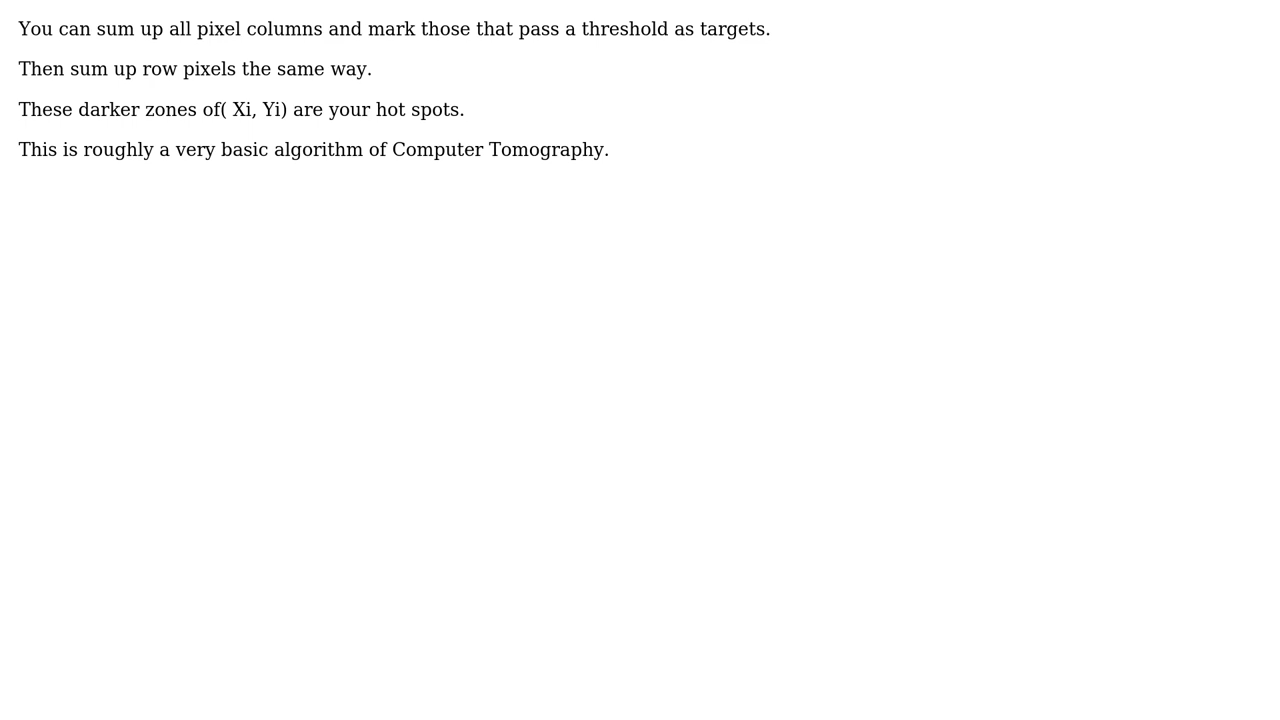 You can sum up all pixel columns and mark those that pass a threshold as targets.
Then sum up row pixels the same way.
These darker zones of( Xi, Yi) are your hot spots.
This is roughly a very basic algorithm of Computer Tomography.